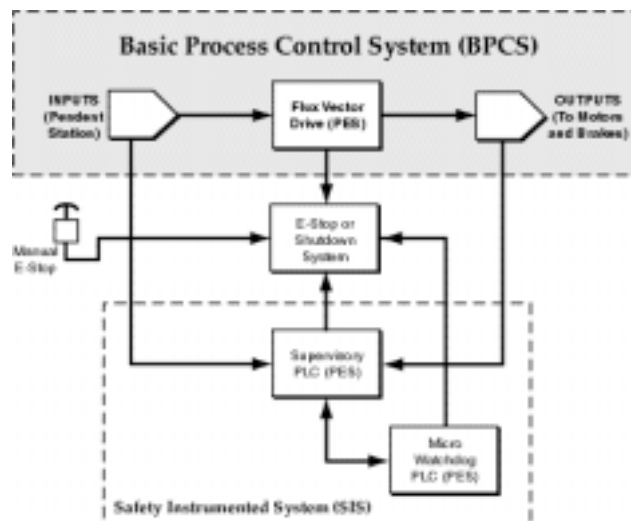 Basic Process Control System (BPCS)
INPUTS
(Pendent
Station)
Flux Vector
Drive (PES)
OUTPUTS
(To Motors
and Brakes)
Manual
E-Stop
E-Stop or
Shutdown
System
Supervisory
PLC (PES)
Micro
Watchdog
PLC (PES)
Safety Instrumented System (SIS)